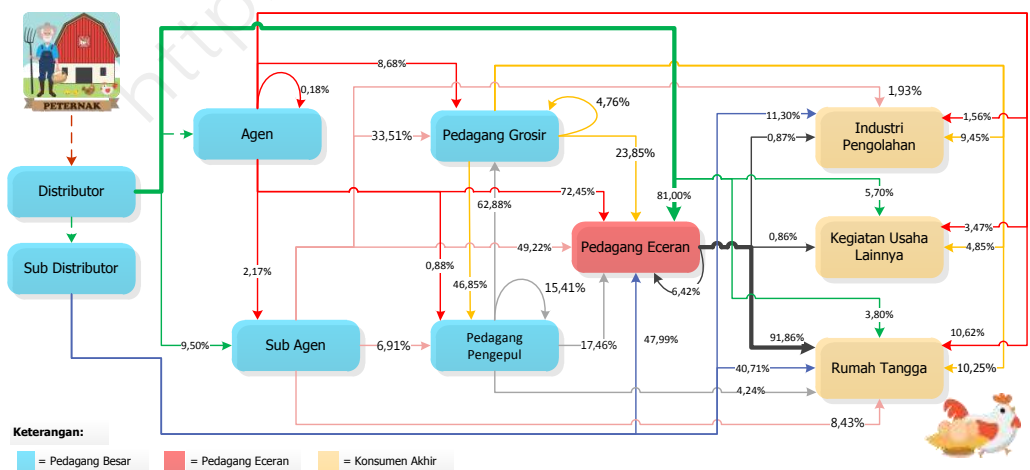 http
PETERNAK
8,68%
0,18%
4,76%
1,93%
Agen
33,51%
Pedagang Grosir
11,30%
0,87%
Industri
Pengolahan
1,56%
9,45%
23,85%
Distributor
72,45%
81,00%
62,88%
5,70%
Sub Distributor
Pedagang Eceran
0,86%
Kegiatan Usaha
Lainnya
3,47%
4,85%
49,22%
2,17%
0,88%
46,85%
15,41%
6,42%
3,80%
9,50%
Sub Agen
6,91%
Pedagang
Pengepul
17,46%
47,99%
91,86%
10,62%
Rumah Tangga
40,71%
10,25%
4,24%
8,43%
Keterangan:
= Pedagang Besar
= Pedagang Eceran
= Konsumen Akhir